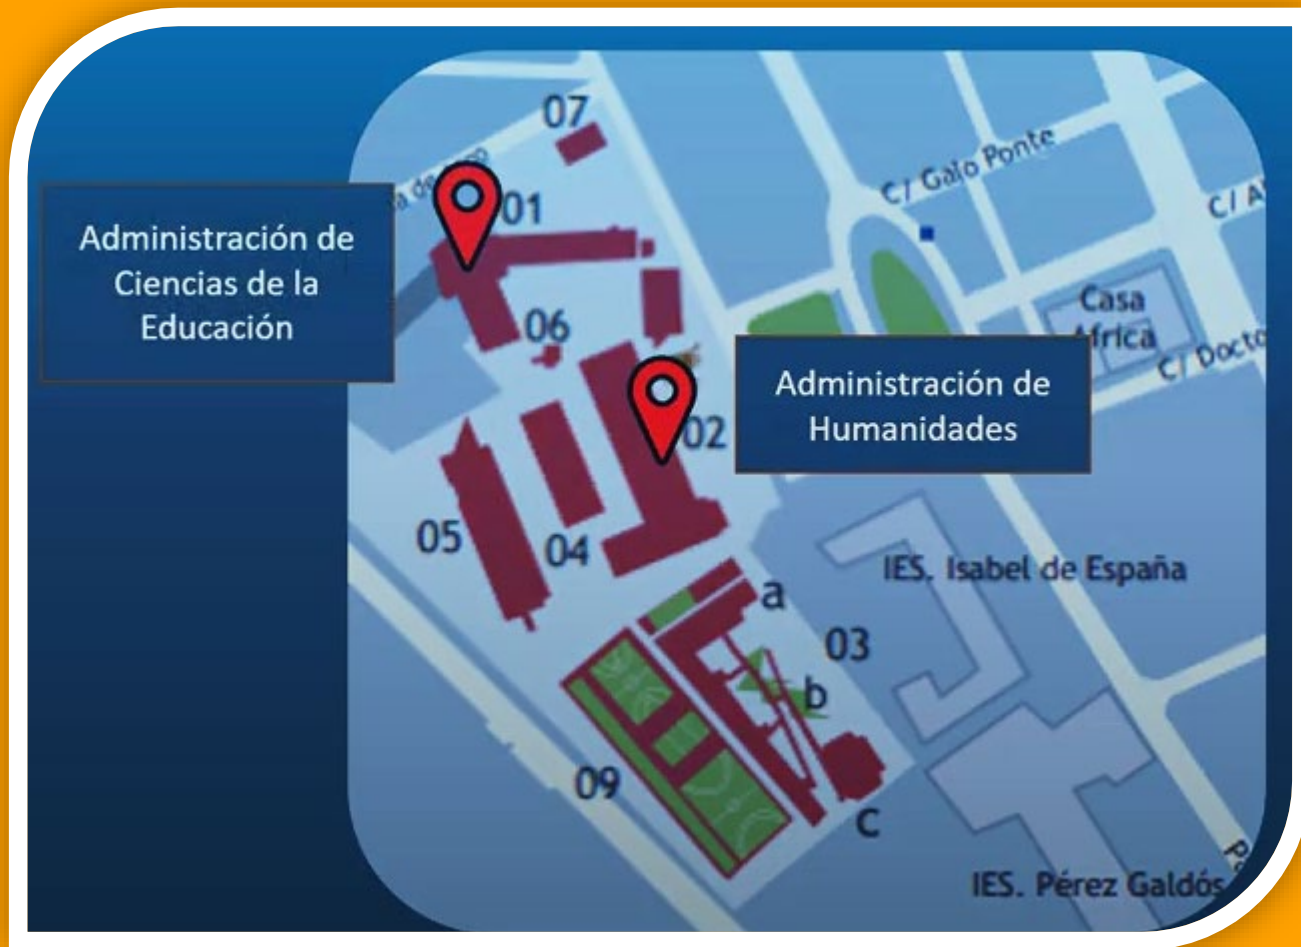 07
01
Administración de
Ciencias de la
Educación
C/ Galo Ponte
C/
Casa
África
C/
06
Administración de
Humanidades
02
05
04
IES. Isabel de España
a
03
b
09
c
IES. Pérez Galdós